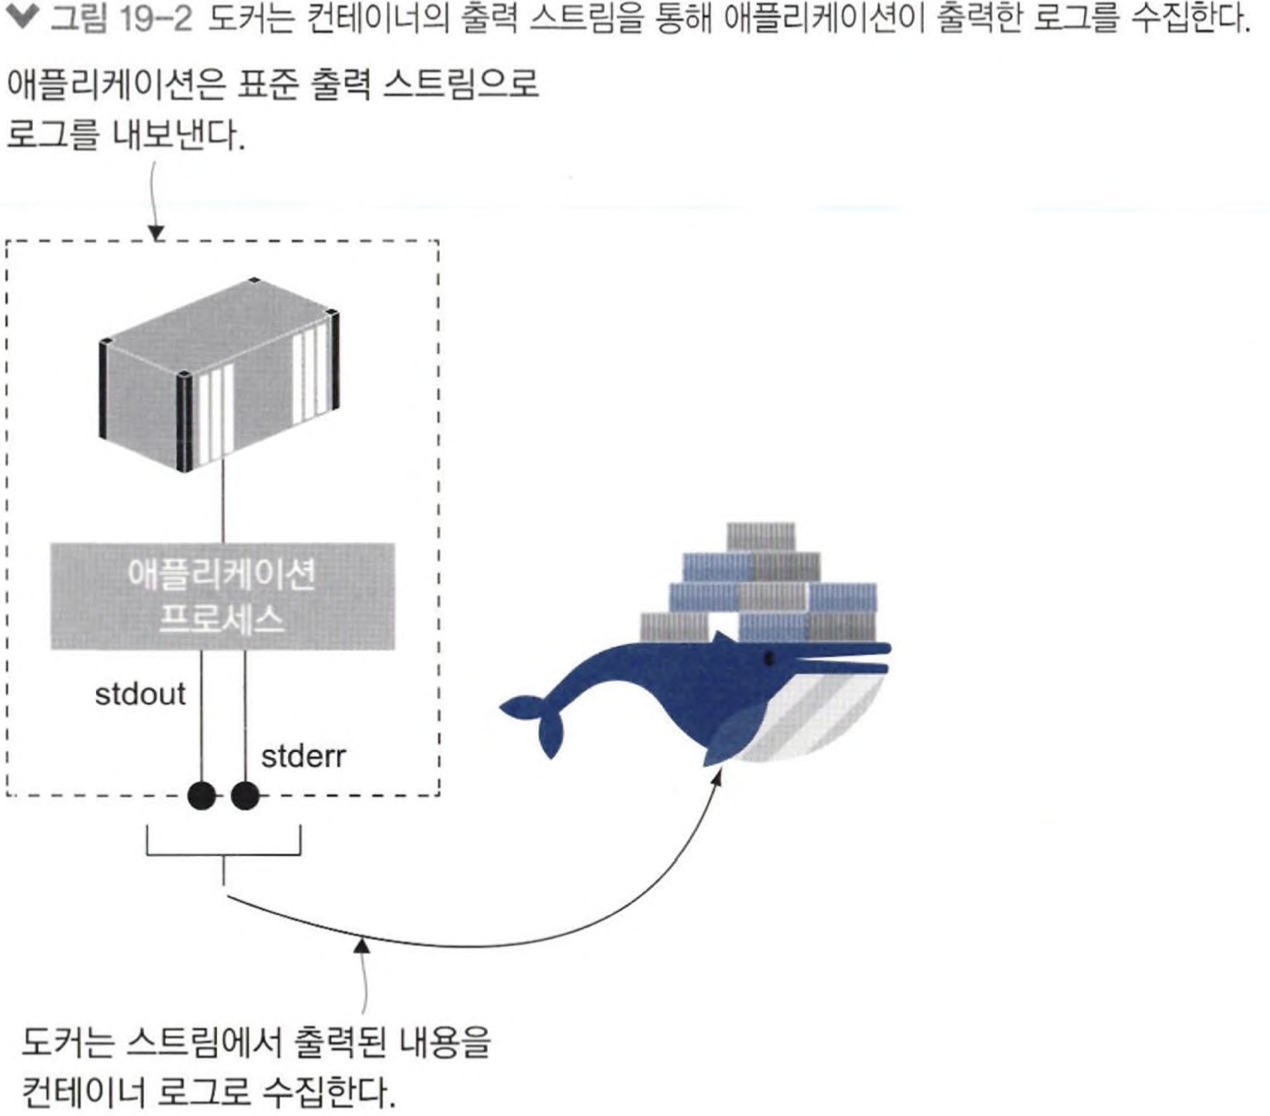 그림 19-2 도커는 컨테이너의 출력 스트림을 통해 애플리케이션이 출력한 로그를 수집한다.
애플리케이션은 표준 출력 스트림으로
로그를 내보낸다.
애플리케이션
프로세스
stdout
stderr
도커는 스트림에서 출력된 내용을
컨테이너 로그로 수집한다.